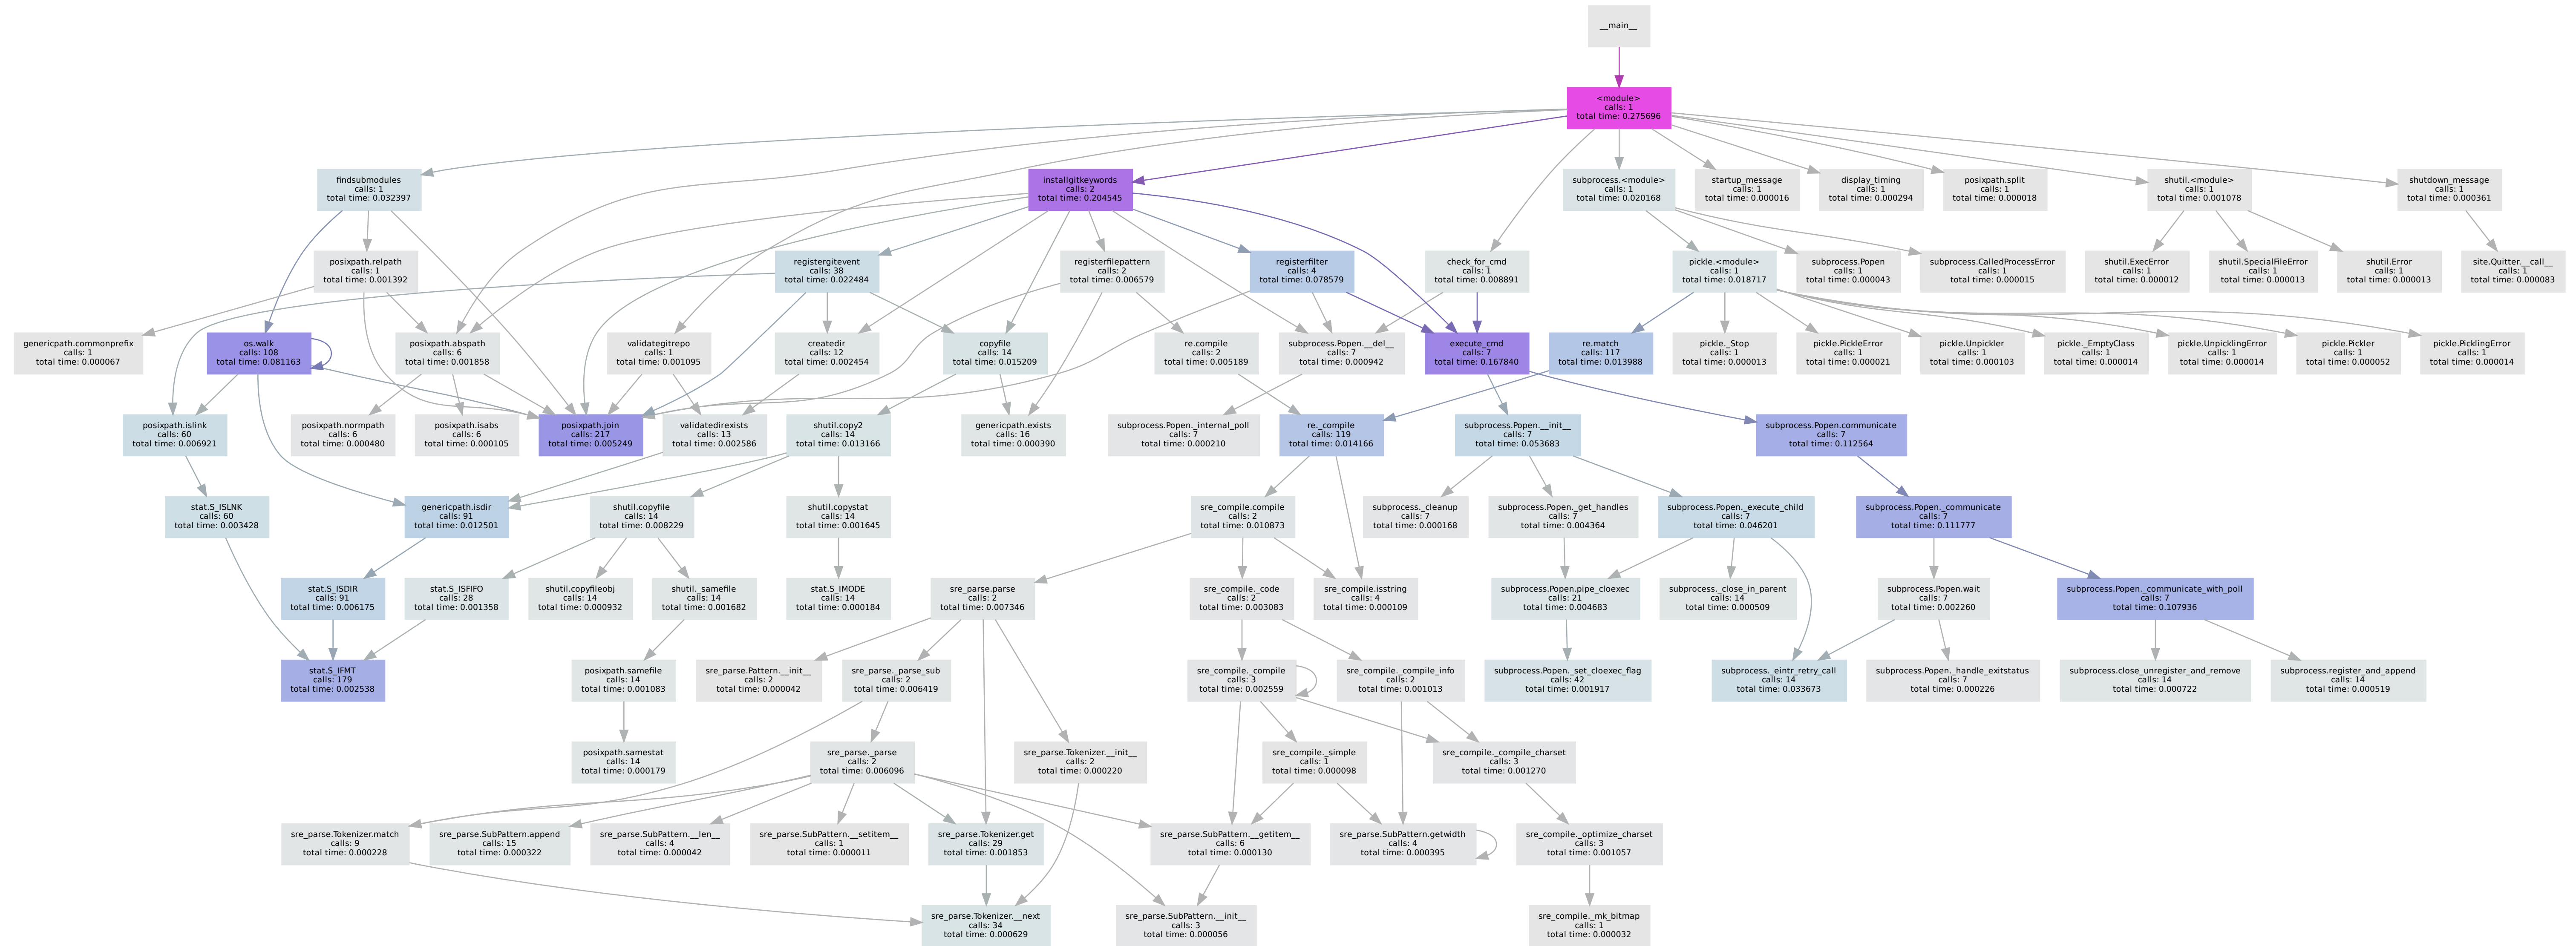 __main__
<module>
calls: 1
total time: 0.275696
findsubmodules
calls: 1
total time: 0.032397
installgitkeywords
calls: 2
total time: 0.204545
subprocess.<module>
calls: 1
total time: 0.020168
startup_message
calls: 1
total time: 0.000016
display_timing
calls: 1
total time: 0.000294
posixpath.split
calls: 1
total time: 0.000018
shutil.<module>
calls: 1
total time: 0.001078
shutdown_message
calls: 1
total time: 0.000361
posixpath.relpath
calls: 1
total time: 0.001392
registergitevent
calls: 38
total time: 0.022484
registerfilepattern
calls: 2
total time: 0.006579
registerfilter
calls: 4
total time: 0.078579
check_for_cmd
calls: 1
total time: 0.008891
pickle.<module>
calls: 1
total time: 0.018717
subprocess.Popen
calls: 1
total time: 0.000043
subprocess.CalledProcessError
calls: 1
total time: 0.000015
shutil.ExecError
calls: 1
total time: 0.000012
shutil.SpecialFileError
calls: 1
total time: 0.000013
shutil.Error
calls: 1
total time: 0.000013
site.Quitter.__call__
calls: 1
total time: 0.000083
genericpath.commonprefix
calls: 1
total time: 0.000067
os.walk
calls: 108
total time: 0.081163
posixpath.abspath
calls: 6
total time: 0.001858
validategitrepo
calls: 1
total time: 0.001095
createdir
calls: 12
total time: 0.002454
copyfile
calls: 14
total time: 0.015209
re.compile
calls: 2
total time: 0.005189
subprocess.Popen.__del__
calls: 7
total time: 0.000942
execute_cmd
calls: 7
total time: 0.167840
re.match
calls: 117
total time: 0.013988
pickle._Stop
calls: 1
total time: 0.000013
pickle.PickleError
calls: 1
total time: 0.000021
pickle.Unpickler
calls: 1
total time: 0.000103
pickle._EmptyClass
calls: 1
total time: 0.000014
pickle.UnpicklingError
calls: 1
total time: 0.000014
pickle.Pickler
calls: 1
total time: 0.000052
pickle.PicklingError
calls: 1
total time: 0.000014
posixpath.islink
calls: 60
total time: 0.006921
posixpath.normpath
calls: 6
total time: 0.000480
posixpath.isabs
calls: 6
total time: 0.000105
posixpath.join
calls: 217
total time: 0.005249
validatedirexists
calls: 13
total time: 0.002586
shutil.copy2
calls: 14
total time: 0.013166
genericpath.exists
calls: 16
total time: 0.000390
subprocess.Popen._internal_poll
calls: 7
total time: 0.000210
re._compile
calls: 119
total time: 0.014166
subprocess.Popen.__init__
calls: 7
total time: 0.053683
subprocess.Popen.communicate
calls: 7
total time: 0.112564
stat.S_ISLNK
calls: 60
total time: 0.003428
genericpath.isdir
calls: 91
total time: 0.012501
shutil.copyfile
calls: 14
total time: 0.008229
shutil.copystat
calls: 14
total time: 0.001645
sre_compile.compile
calls: 2
total time: 0.010873
subprocess._cleanup
calls: 7
total time: 0.000168
subprocess.Popen._get_handles
calls: 7
total time: 0.004364
subprocess.Popen._execute_child
calls: 7
total time: 0.046201
subprocess.Popen._communicate
calls: 7
total time: 0.111777
stat.S_ISDIR
calls: 91
total time: 0.006175
stat.S_ISFIFO
calls: 28
total time: 0.001358
shutil.copyfileobj
calls: 14
total time: 0.000932
shutil._samefile
calls: 14
total time: 0.001682
stat.S_IMODE
calls: 14
total time: 0.000184
sre_parse.parse
calls: 2
total time: 0.007346
sre_compile._code
calls: 2
total time: 0.003083
sre_compile.isstring
calls: 4
total time: 0.000109
subprocess.Popen.pipe_cloexec
calls: 21
total time: 0.004683
subprocess._close_in_parent
calls: 14
total time: 0.000509
subprocess.Popen.wait
calls: 7
total time: 0.002260
subprocess.Popen._communicate_with_poll
calls: 7
total time: 0.107936
stat.S_IFMT
calls: 179
total time: 0.002538
posixpath.samefile
calls: 14
total time: 0.001083
sre_parse.Pattern.__init__
calls: 2
total time: 0.000042
sre_parse._parse_sub
calls: 2
total time: 0.006419
sre_compile._compile
calls: 3
total time: 0.002559
sre_compile._compile_info
calls: 2
total time: 0.001013
subprocess.Popen._set_cloexec_flag
calls: 42
total time: 0.001917
subprocess._eintr_retry_call
calls: 14
total time: 0.033673
subprocess.Popen._handle_exitstatus
calls: 7
total time: 0.000226
subprocess.close_unregister_and_remove
calls: 14
total time: 0.000722
subprocess.register_and_append
calls: 14
total time: 0.000519
posixpath.samestat
calls: 14
total time: 0.000179
sre_parse._parse
calls: 2
total time: 0.006096
sre_parse.Tokenizer.__init__
calls: 2
total time: 0.000220
sre_compile._simple
calls: 1
total time: 0.000098
sre_compile._compile_charset
calls: 3
total time: 0.001270
sre_parse.Tokenizer.match
calls: 9
total time: 0.000228
sre_parse.SubPattern.append
calls: 15
total time: 0.000322
sre_parse.SubPattern.__len__
calls: 4
total time: 0.000042
sre_parse.SubPattern.__setitem__
calls: 1
total time: 0.000011
sre_parse.Tokenizer.get
calls: 29
total time: 0.001853
sre_parse.SubPattern.__getitem__
calls: 6
total time: 0.000130
sre_parse.SubPattern.getwidth
calls: 4
total time: 0.000395
sre_compile._optimize_charset
calls: 3
total time: 0.001057
sre_parse.Tokenizer.__next
calls: 34
total time: 0.000629
sre_parse.SubPattern.__init__
calls: 3
total time: 0.000056
sre_compile._mk_bitmap
calls: 1
total time: 0.000032